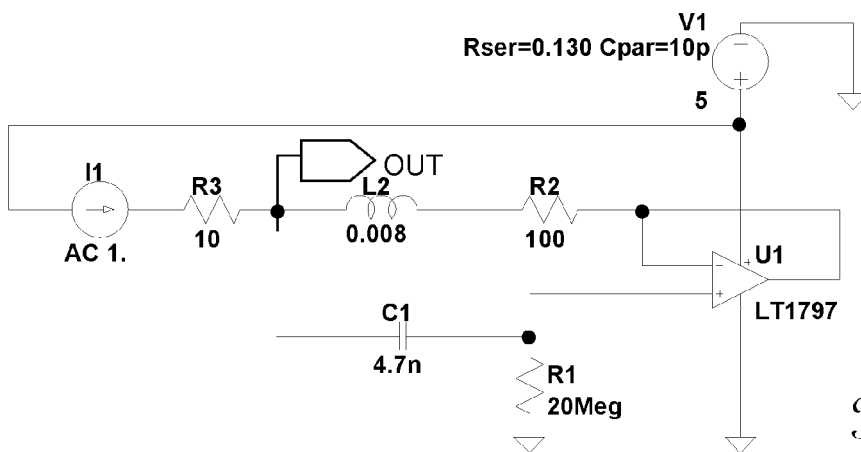 V1
Rser=0.130 Cpar=10p
5
OUT
I1
R3
L2
R2
10
0.008
100
AC 1.
U1
LT1797
C1
4.7n
R1
20Meg